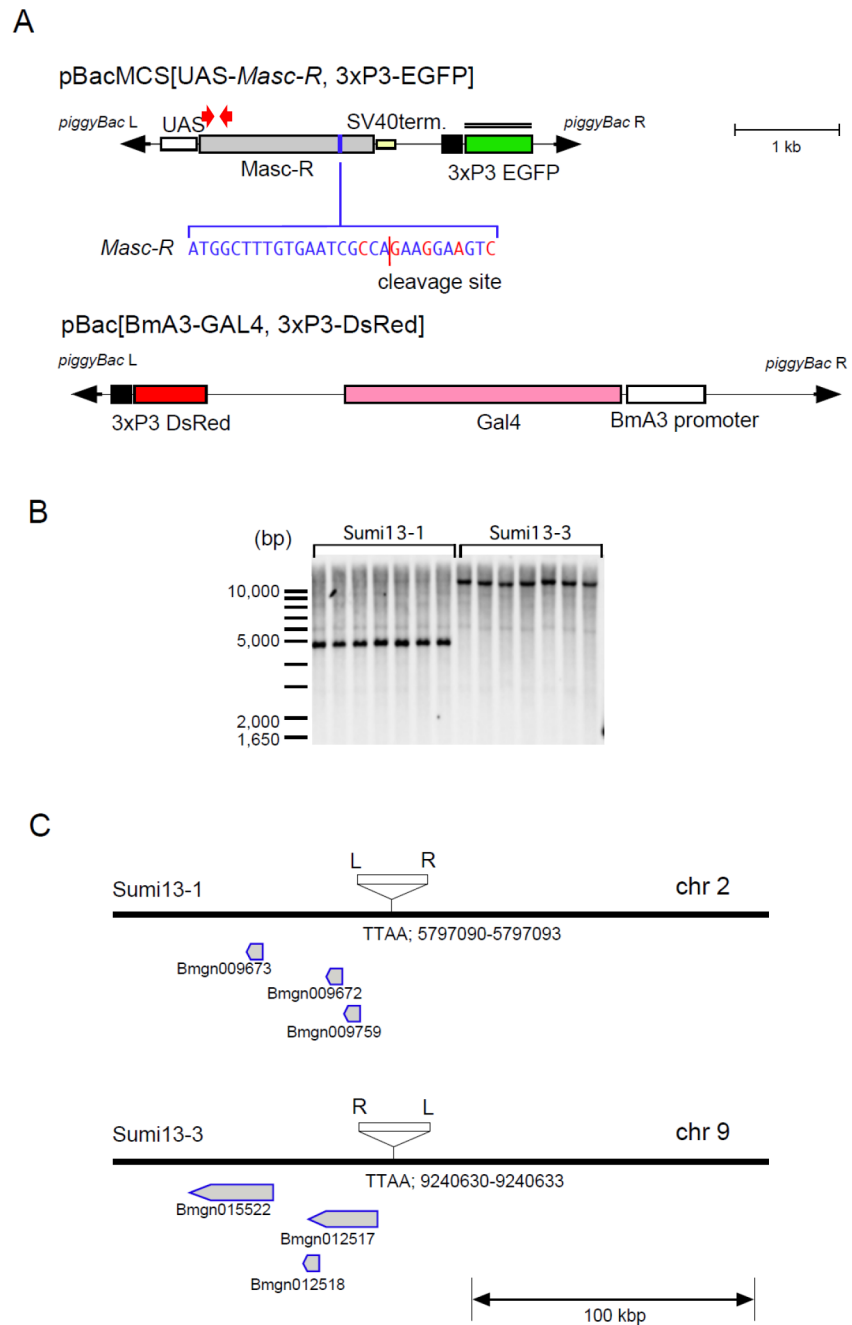 A
pBacMCS[UAS-Masc-R, 3xP3-EGFP]
piggyBac L
UAS
SV40term.
piggyBac R
1 kb
Masc-R
3xP3 EGFP
Masc-R ATGGCTTTGTGAATCGCCAGAAGGAAGTC
cleavage site
pBac[BmA3-GAL4, 3xP3-DsRed]
piggyBac L
piggyBac R
3xP3 DsRed
Gal4
BmA3 promoter
B
(bp)
Sumi13-1
Sumi13-3
10,000
5,000
2,000
1,650
C
L R
Sumi13-1
chr 2
TTAA; 5797090-5797093
Bmgn009673
Bmgn009672
Bmgn009759
R L
Sumi13-3
chr 9
TTAA; 9240630-9240633
Bmgn015522
Bmgn012517
Bmgn012518
100 kbp